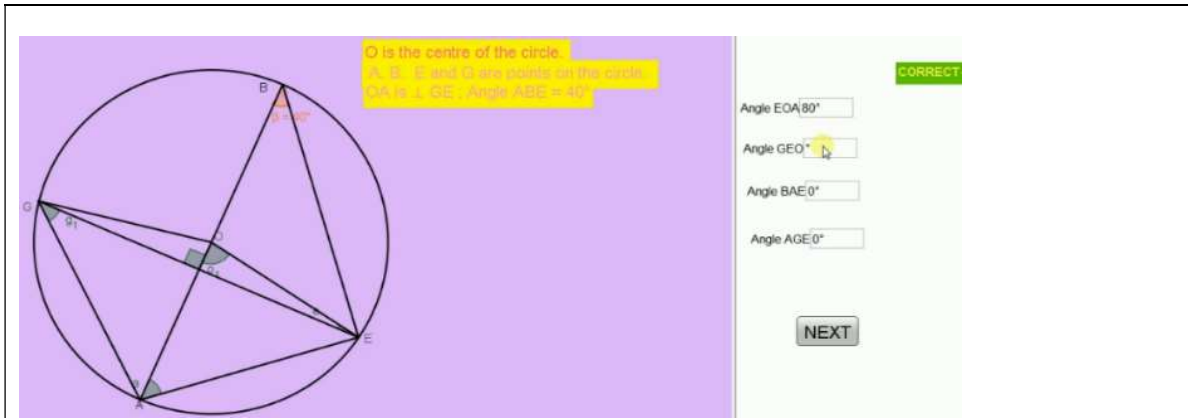 O is the centre of the circle.
A, B, E and G are points on the circle.
OA is ⊥ GE ; Angle ABE = 40°
CORRECT
Angle EOA 80°
Angle GEO °
Angle BAE 0°
Angle AGE 0°
NEXT
B
G
g₁
O
E
A